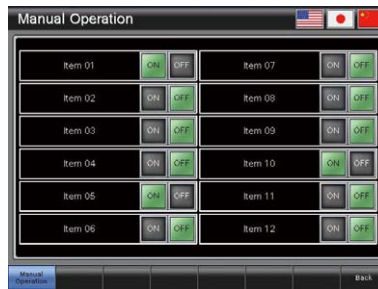 Manual Operation
Item 01 ON OFF Item 07 ON OFF
Item 02 ON OFF Item 08 ON OFF
Item 03 ON OFF Item 09 ON OFF
Item 04 ON OFF Item 10 ON OFF
Item 05 ON OFF Item 11 ON OFF
Item 06 ON OFF Item 12 ON OFF
Manual
Operation
Back